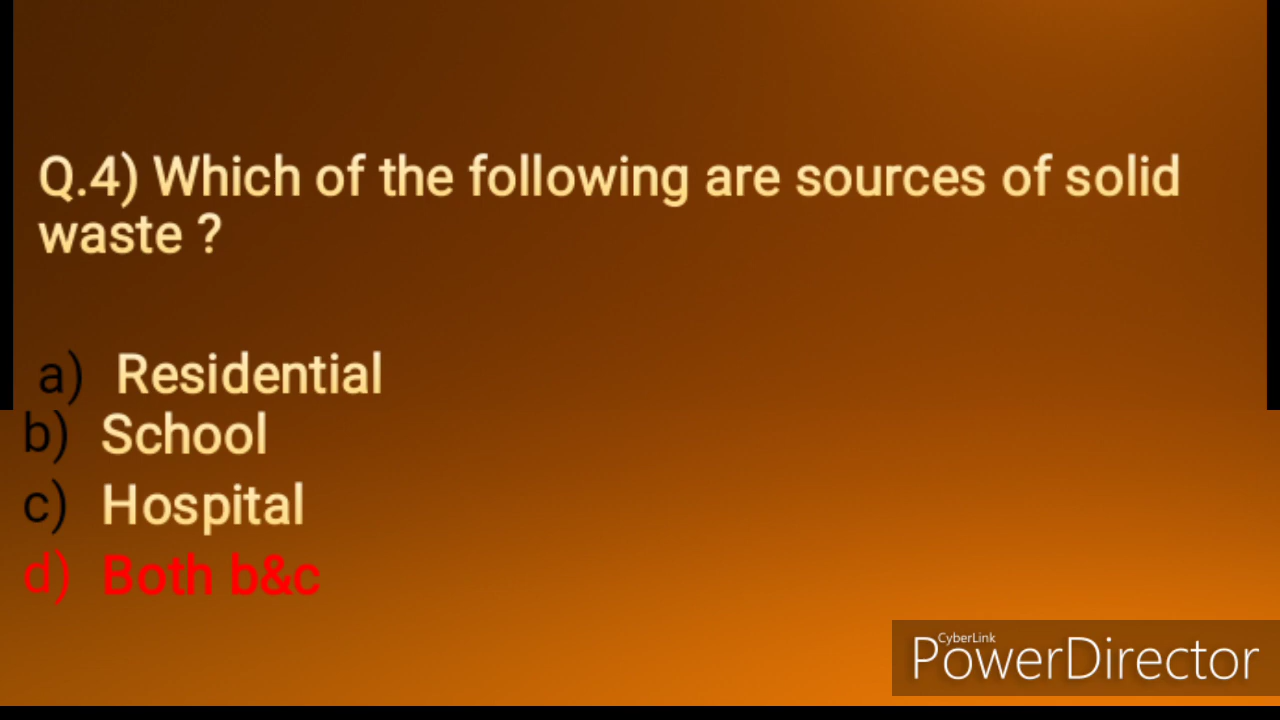 Q.4) Which of the following are sources of solid
waste ?
a) Residential
b) School
c) Hospital
d) Both b&c
CyberLink
PowerDirector